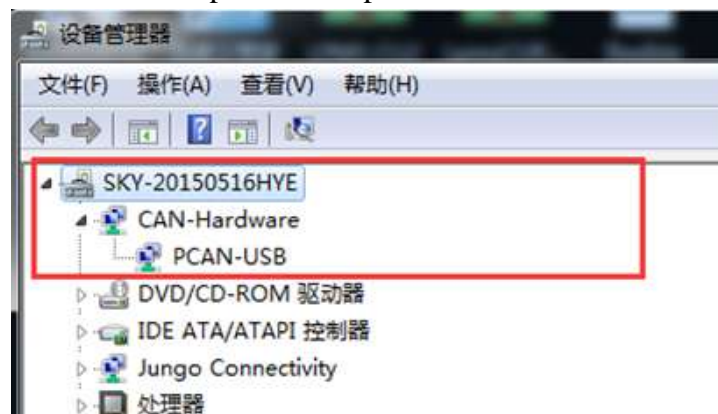 设备管理器
文件(F) 操作(A) 查看(V) 帮助(H)
SKY-20150516HYE
CAN-Hardware
PCAN-USB
DVD/CD-ROM 驱动器
IDE ATA/ATAPI 控制器
Jungo Connectivity
处理器